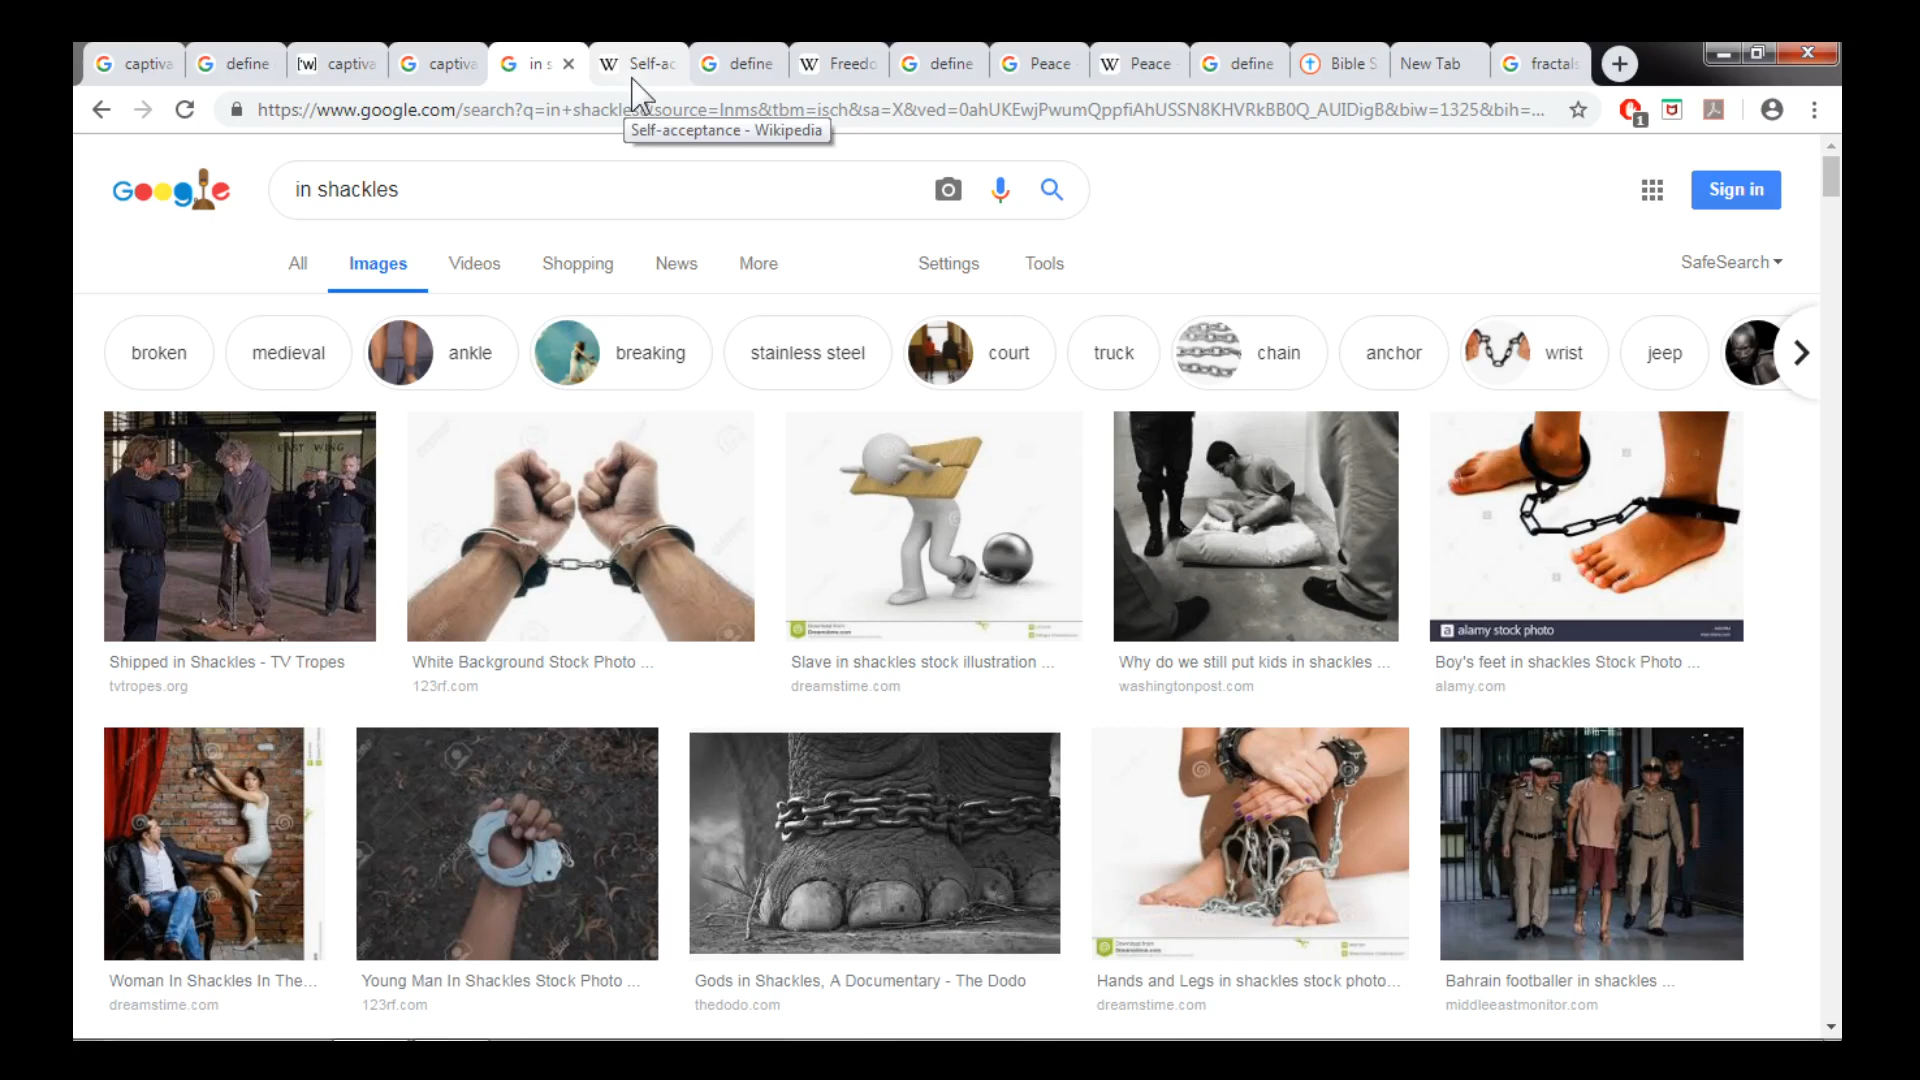 captiva
define
captiva
captiva
in s
Self-ac
define
Freedo
define
Peace
Peace
define
Bible S
New Tab
fractals
https://www.google.com/search?q=in+shackles&source=lnms&tbm=isch&sa=X&ved=0ahUKEwjPwumQppfiAhUSSN8KHVRkBB0Q_AUIDigB&biw=1325&bih=...
1
Self-acceptance - Wikipedia
Google
in shackles
Sign in
All
Images
Videos
Shopping
News
More
Settings
Tools
SafeSearch
broken
medieval
ankle
breaking
stainless steel
court
truck
chain
anchor
wrist
jeep
EAST WING
a alamy stock photo
Shipped in Shackles - TV Tropes
tvtropes.org
White Background Stock Photo ...
123rf.com
Slave in shackles stock illustration ...
dreamstime.com
Why do we still put kids in shackles ...
washingtonpost.com
Boy's feet in shackles Stock Photo ...
alamy.com
Woman In Shackles In The...
dreamstime.com
Young Man In Shackles Stock Photo ...
123rf.com
Gods in Shackles, A Documentary - The Dodo
thedodo.com
Hands and Legs in shackles stock photo...
dreamstime.com
Bahrain footballer in shackles ...
middleeastmonitor.com